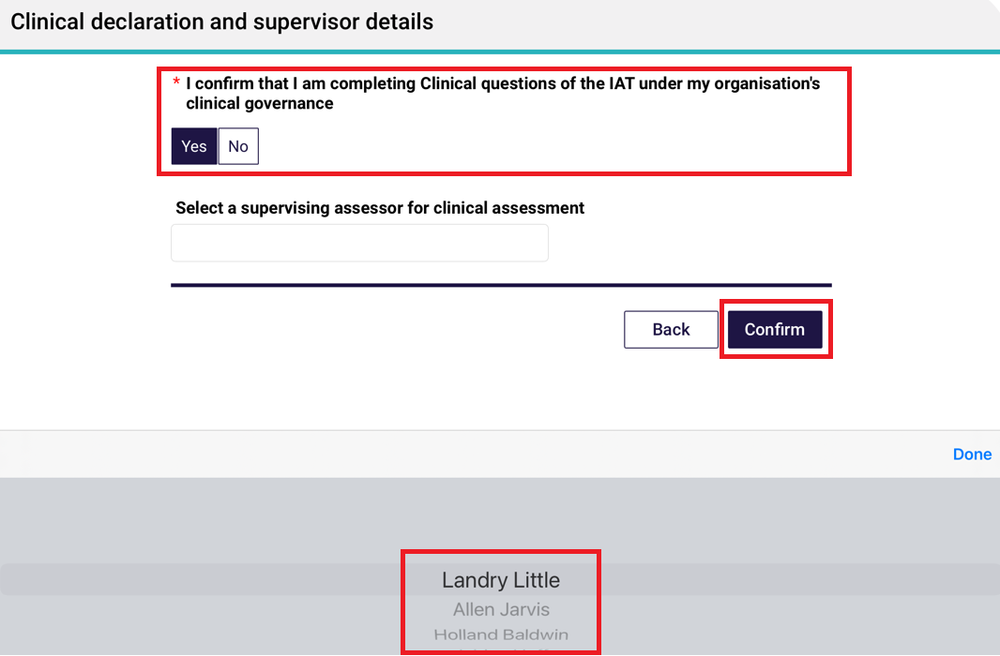 Clinical declaration and supervisor details
* I confirm that I am completing Clinical questions of the IAT under my organisation's
clinical governance
Yes No
Select a supervising assessor for clinical assessment
Back Confirm
Done
Landry Little
Allen Jarvis
Holland Baldwin